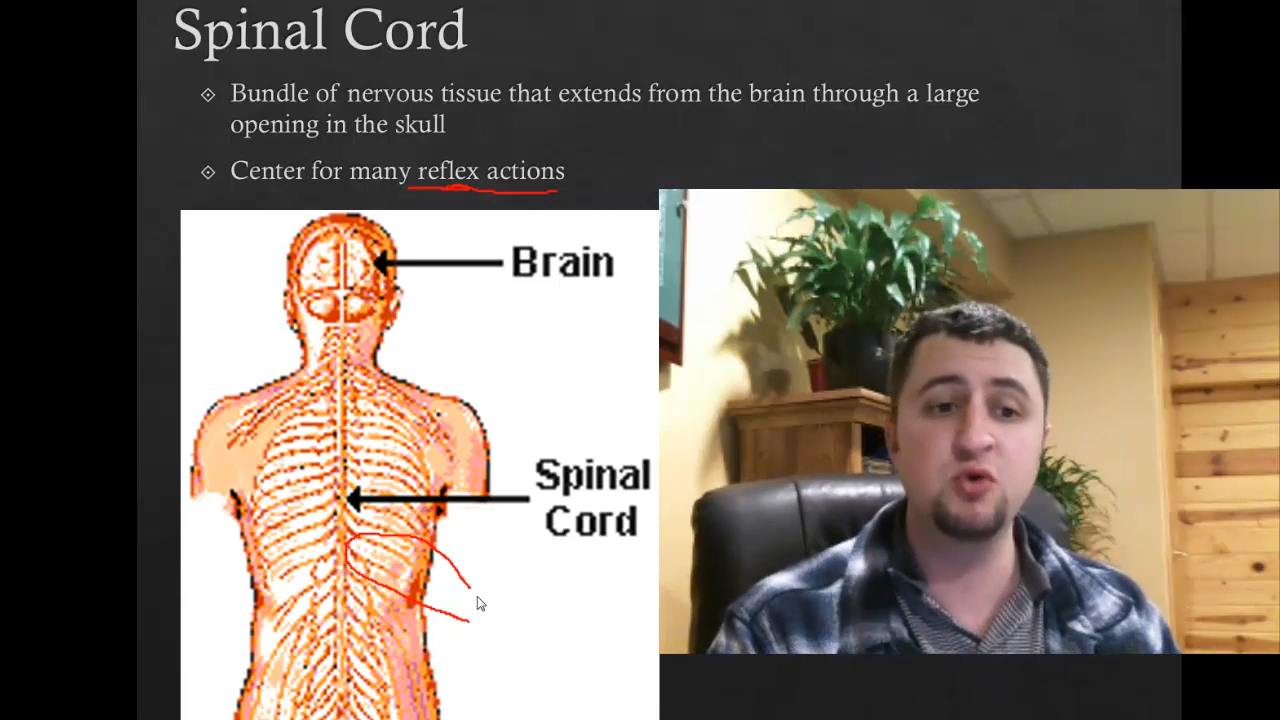 Spinal Cord
Bundle of nervous tissue that extends from the brain through a large
opening in the skull
Center for many reflex actions
Brain
Spinal
Cord